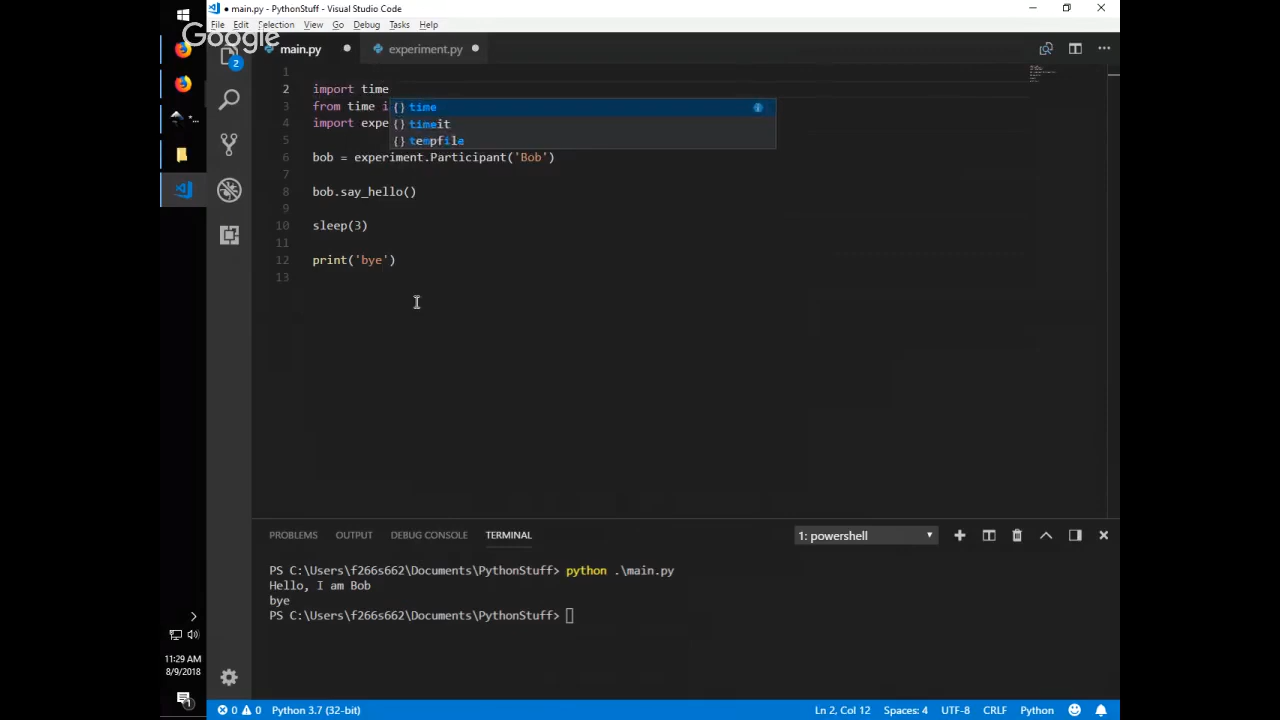 main.py - PythonStuff - Visual Studio Code
File Edit Selection View Go Debug Tasks Help
Google
main.py experiment.py
2
1
2 import time
3 from time i
4 import expe
time
timeit
tempfile
5
6 bob = experiment.Participant('Bob')
7
8 bob.say_hello()
9
10 sleep(3)
11
12 print('bye')
13
PROBLEMS OUTPUT DEBUG CONSOLE TERMINAL 1: powershell
PS C:\Users\f266s662\Documents\PythonStuff> python .\main.py
Hello, I am Bob
bye
PS C:\Users\f266s662\Documents\PythonStuff>
11:29 AM
8/9/2018
1
0 0 Python 3.7 (32-bit) Ln 2, Col 12 Spaces: 4 UTF-8 CRLF Python